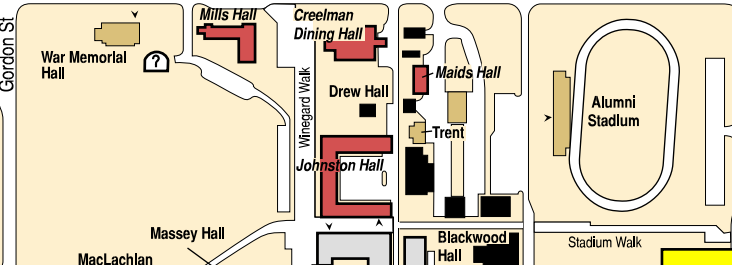 Gordon St
Mills Hall
Creelman
Dining Hall
War Memorial
Hall
?
Winegard Walk
Maids Hall
Drew Hall
Alumni
Stadium
Trent
Johnston Hall
Massey Hall
MacLachlan
Blackwood
Hall
Stadium Walk